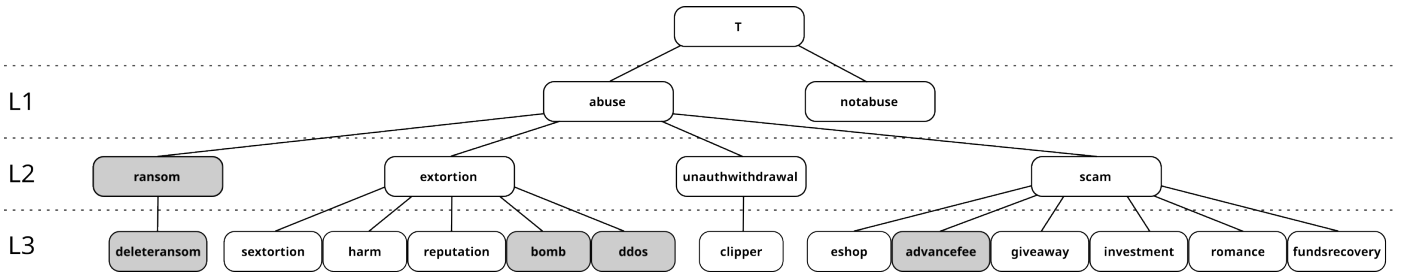 T
L1
abuse
notabuse
L2
ransom
extortion
unauthwithdrawal
scam
L3
deleteransom
sextortion
harm
reputation
bomb
ddos
clipper
eshop
advancefee
giveaway
investment
romance
fundsrecovery